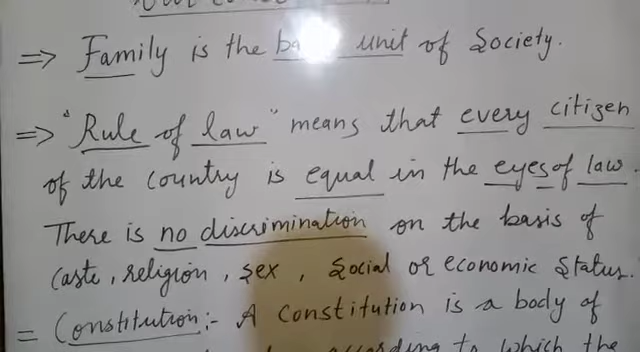 ⇒ Family is the unit of Society.
⇒ "Rule of law" means that every citizen
of the country is equal in the eyes of law.
There is no discrimination on the basis of
caste, religion, sex, social or economic status.
= Constitution:- A Constitution is a body of
according to which the